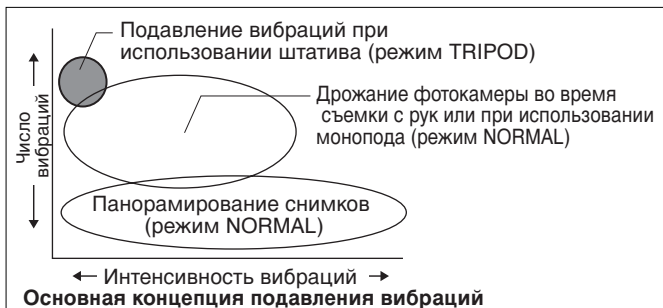 Подавление вибраций при
использовании штатива (режим TRIPOD)
Дрожание фотокамеры во время
съемки с рук или при использовании
монопода (режим NORMAL)
Число
вибраций
Панорамирование снимков
(режим NORMAL)
Интенсивность вибраций
Основная концепция подавления вибраций